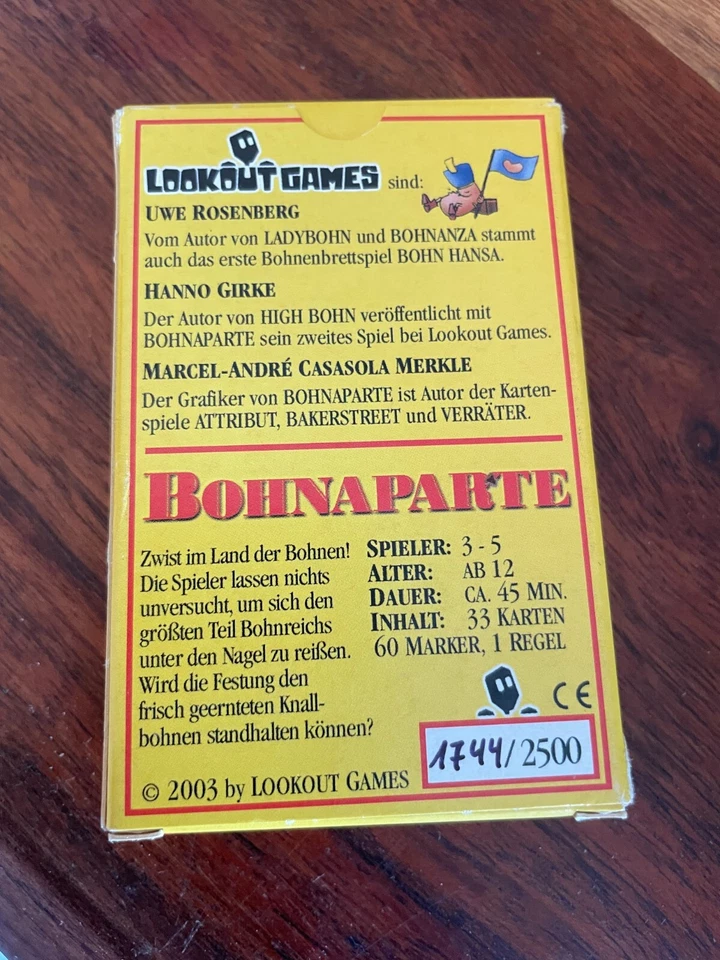 LOOKOUT GAMES sind:
UWE ROSENBERG
Vom Autor von LADYBOHN und BOHNANZA stammt
auch das erste Bohnenbrettspiel BOHN HANSA.
HANNO GIRKE
Der Autor von HIGH BOHN veröffentlicht mit
BOHNAPARTE sein zweites Spiel bei Lookout Games.
MARCEL-ANDRÉ CASASOLA MERKLE
Der Grafiker von BOHNAPARTE ist Autor der Karten-
spiele ATTRIBUT, BAKERSTREET und VERRÄTER.
BOHNAPARTE
Zwist im Land der Bohnen!
Die Spieler lassen nichts
unversucht, um sich den
größten Teil Bohnreichs
unter den Nagel zu reißen.
Wird die Festung den
frisch geernteten Knall-
bohnen standhalten können?
SPIELER: 3 - 5
ALTER: AB 12
DAUER: CA. 45 MIN.
INHALT: 33 KARTEN
60 MARKER, 1 REGEL
CE
1744/2500
© 2003 by LOOKOUT GAMES